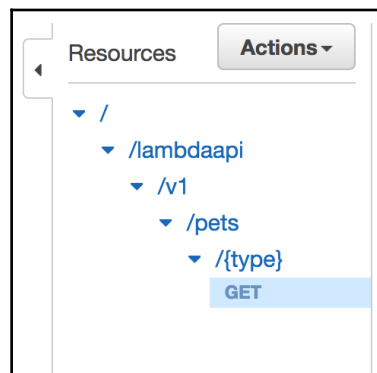 Resources Actions
/
/lambdaapi
/v1
/pets
/{type}
GET